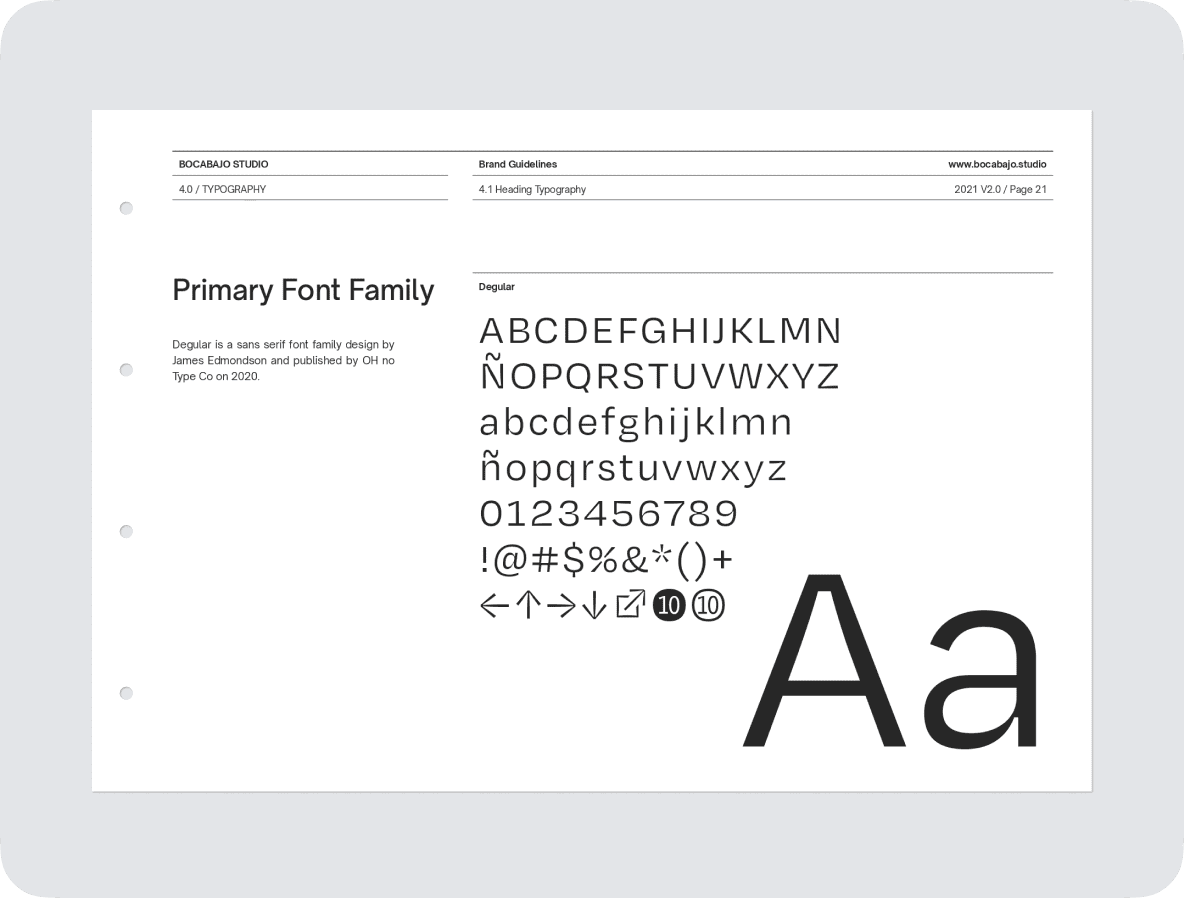 BOCABAJO STUDIO
Brand Guidelines
www.bocabajo.studio
4.0 / TYPOGRAPHY
4.1 Heading Typography
2021 V2.0 / Page 21
Primary Font Family
Degular is a sans serif font family design by
James Edmondson and published by OH no
Type Co on 2020.
Degular
ABCDEFGHIJKLMN
ÑOPQRSTUVWXYZ
abcdefghijklmn
ñopqrstuvwxyz
0123456789
!@#$%&*()+
←↑→↓↗❿⑩
Aa